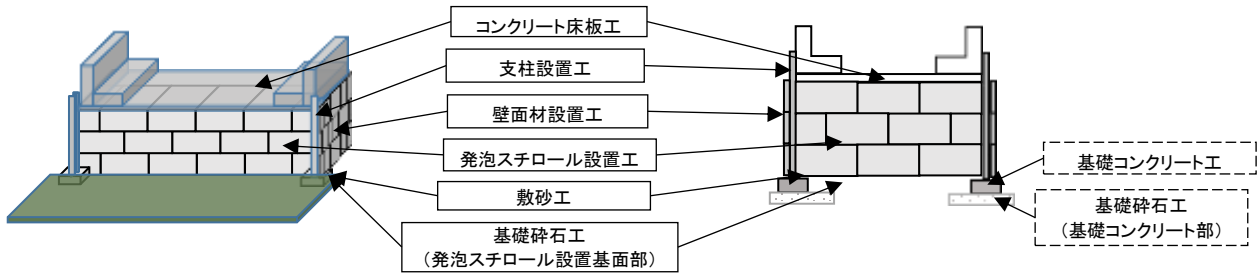 コンクリート床板工
支柱設置工
壁面材設置工
発泡スチロール設置工
敷砂工
基礎砕石工
（発泡スチロール設置基面部）
基礎コンクリート工
基礎砕石工
（基礎コンクリート部）